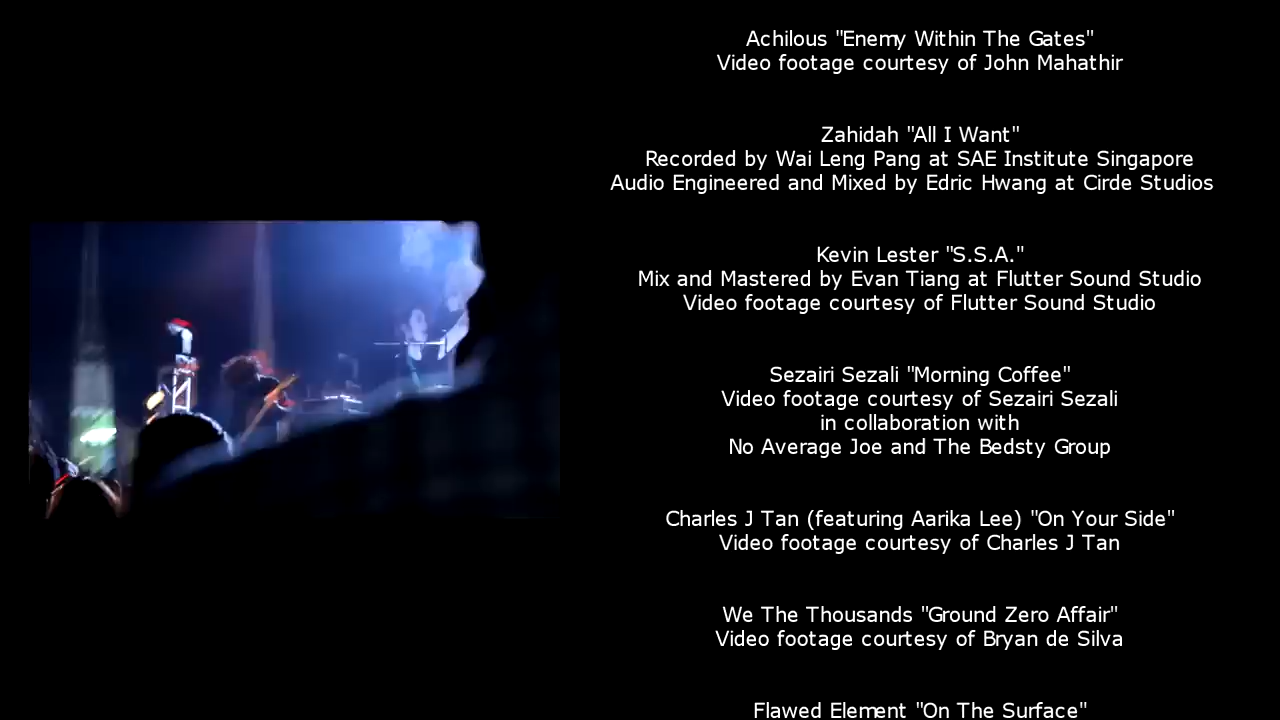 Achilous "Enemy Within The Gates"
Video footage courtesy of John Mahathir
Zahidah "All I Want"
Recorded by Wai Leng Pang at SAE Institute Singapore
Audio Engineered and Mixed by Edric Hwang at Cirde Studios
Kevin Lester "S.S.A."
Mix and Mastered by Evan Tiang at Flutter Sound Studio
Video footage courtesy of Flutter Sound Studio
Sezairi Sezali "Morning Coffee"
Video footage courtesy of Sezairi Sezali
in collaboration with
No Average Joe and The Bedsty Group
Charles J Tan (featuring Aarika Lee) "On Your Side"
Video footage courtesy of Charles J Tan
We The Thousands "Ground Zero Affair"
Video footage courtesy of Bryan de Silva
Flawed Element "On The Surface"